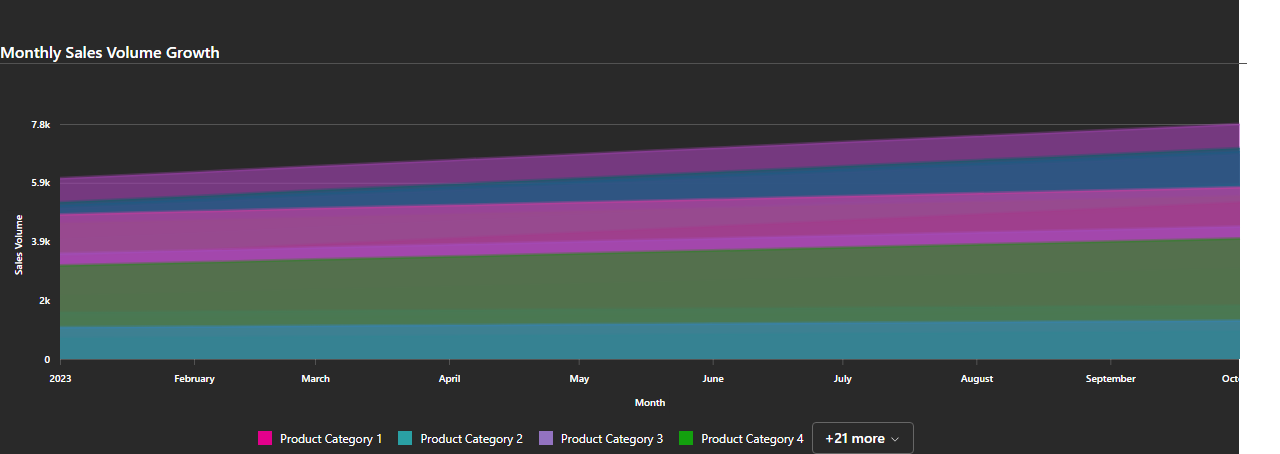 Monthly Sales Volume Growth
7.8k
5.9k
3.9k
2k
0
Sales Volume
2023 February March April May June July August September Octo
Month
Product Category 1 Product Category 2 Product Category 3 Product Category 4 +21 more